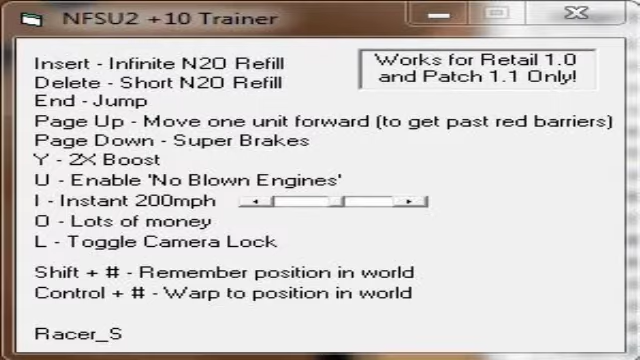 NFSU2 +10 Trainer
Works for Retail 1.0
and Patch 1.1 Only!
Insert - Infinite N2O Refill
Delete - Short N2O Refill
End - Jump
Page Up - Move one unit forward (to get past red barriers)
Page Down - Super Brakes
Y - 2X Boost
U - Enable 'No Blown Engines'
I - Instant 200mph
O - Lots of money
L - Toggle Camera Lock
Shift + # - Remember position in world
Control + # - Warp to position in world
Racer_S